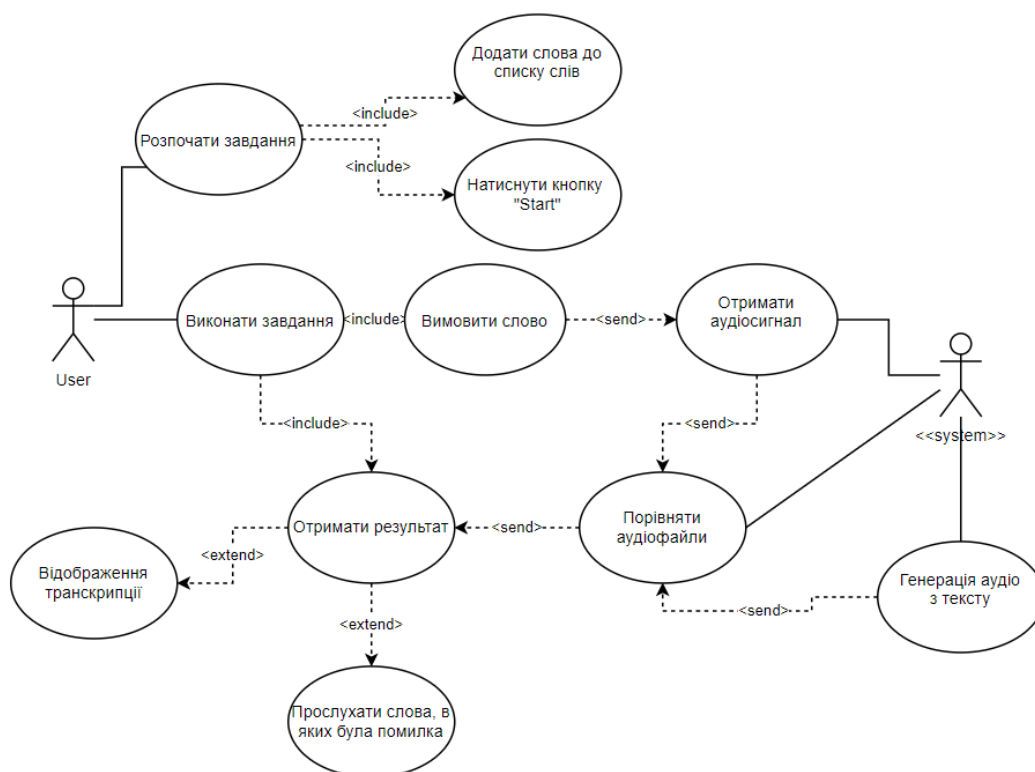 Додати слова до
списку слів
<include>
Розпочати завдання
<include>
Натиснути кнопку
"Start"
User
Виконати завдання
<include>
Вимовити слово
<send>
Отримати
аудіосигнал
<<system>>
<include>
<send>
Отримати результат
<send>
Порівняти
аудіофайли
<extend>
Відображення
транскрипції
<send>
Генерація аудіо
з тексту
<extend>
Прослухати слова, в
яких була помилка